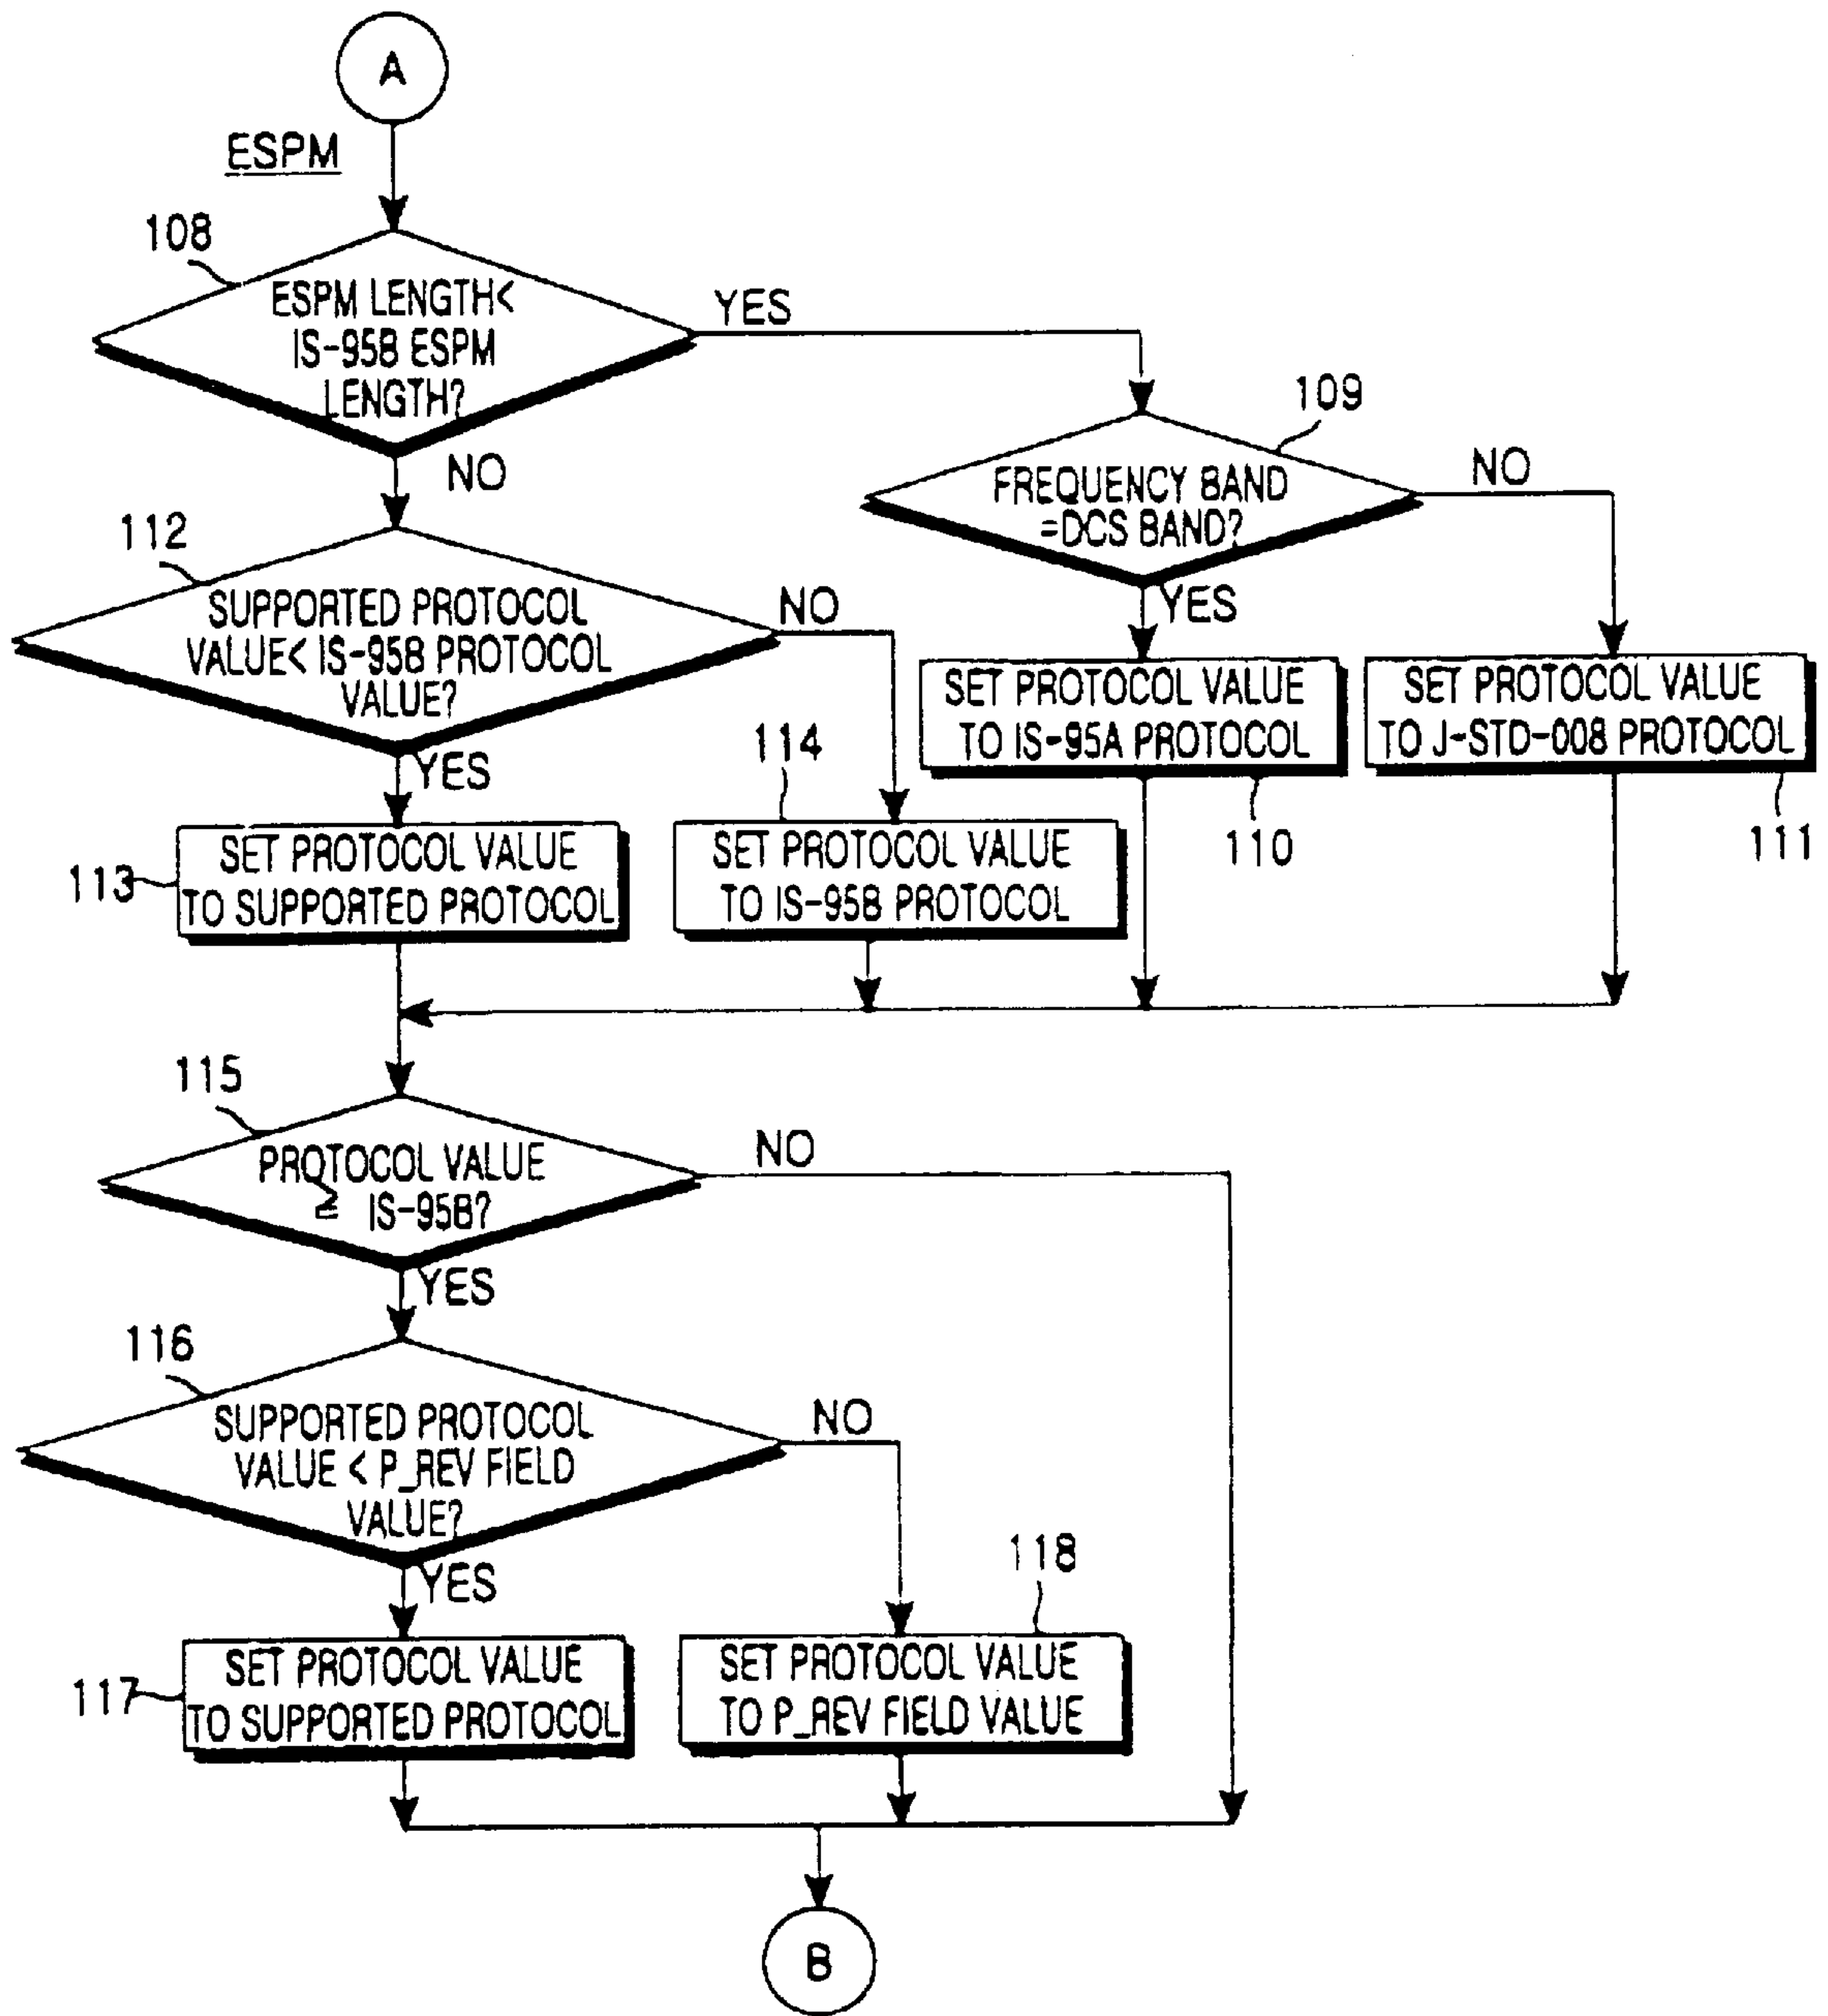 A
ESPM
108
ESPM LENGTH<
IS-95B ESPM
LENGTH?
YES
NO
109
FREQUENCY BAND
=DCS BAND?
NO
YES
112
SUPPORTED PROTOCOL
VALUE< IS-95B PROTOCOL
VALUE?
NO
YES
SET PROTOCOL VALUE
TO IS-95A PROTOCOL
110
SET PROTOCOL VALUE
TO J-STD-008 PROTOCOL
111
113
SET PROTOCOL VALUE
TO SUPPORTED PROTOCOL
114
SET PROTOCOL VALUE
TO IS-95B PROTOCOL
115
PROTOCOL VALUE
≥ IS-95B?
NO
YES
116
SUPPORTED PROTOCOL
VALUE < P_REV FIELD
VALUE?
NO
YES
117
SET PROTOCOL VALUE
TO SUPPORTED PROTOCOL
118
SET PROTOCOL VALUE
TO P_REV FIELD VALUE
B